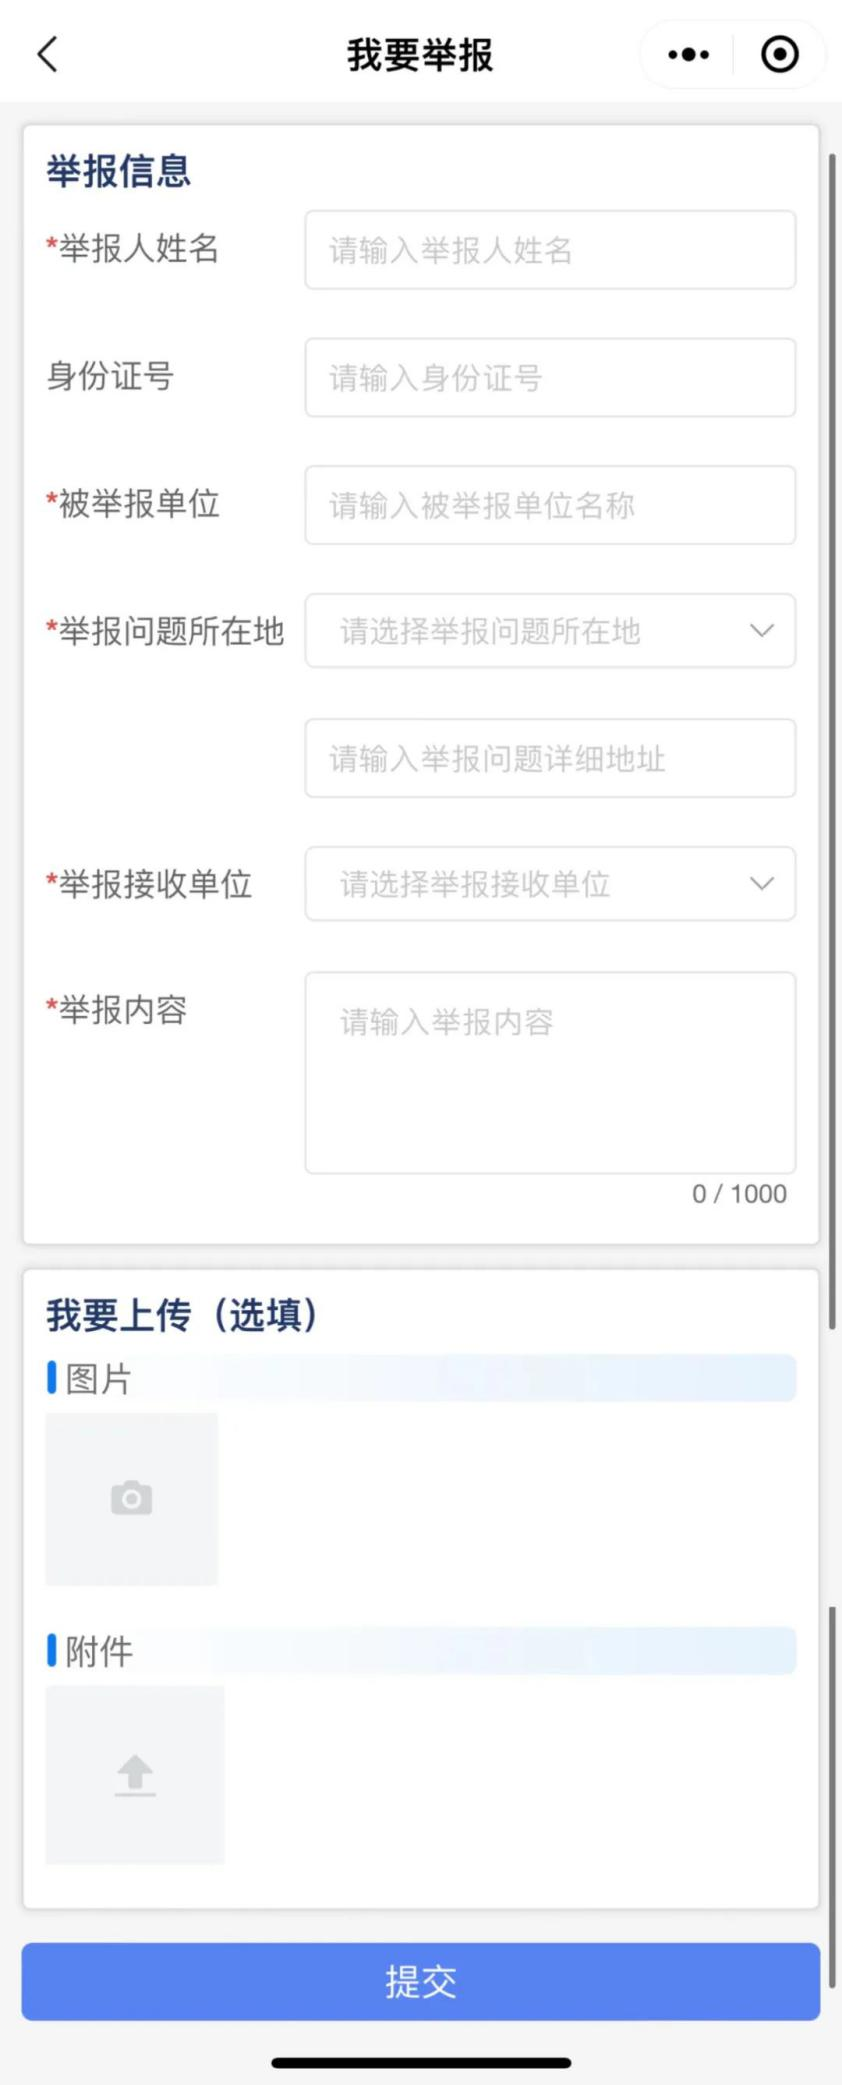 我要举报
举报信息
*举报人姓名 请输入举报人姓名
身份证号 请输入身份证号
*被举报单位 请输入被举报单位名称
*举报问题所在地 请选择举报问题所在地
请输入举报问题详细地址
*举报接收单位 请选择举报接收单位
*举报内容 请输入举报内容
0 / 1000
我要上传（选填）
图片
附件
提交